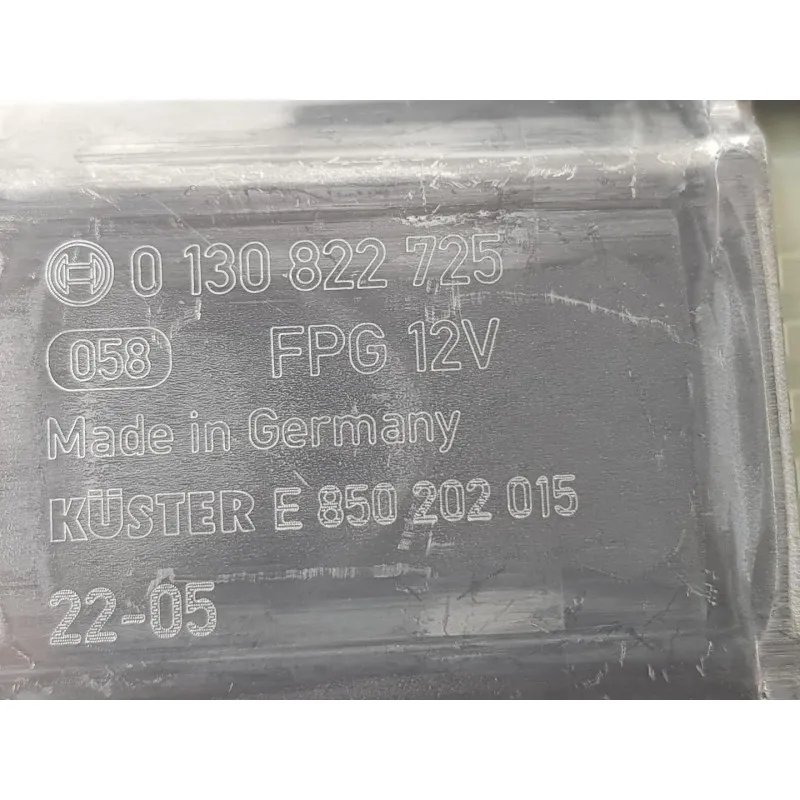 0 130 822 725
058 FPG 12V
Made in Germany
KÜSTER E 850 202 015
22-05